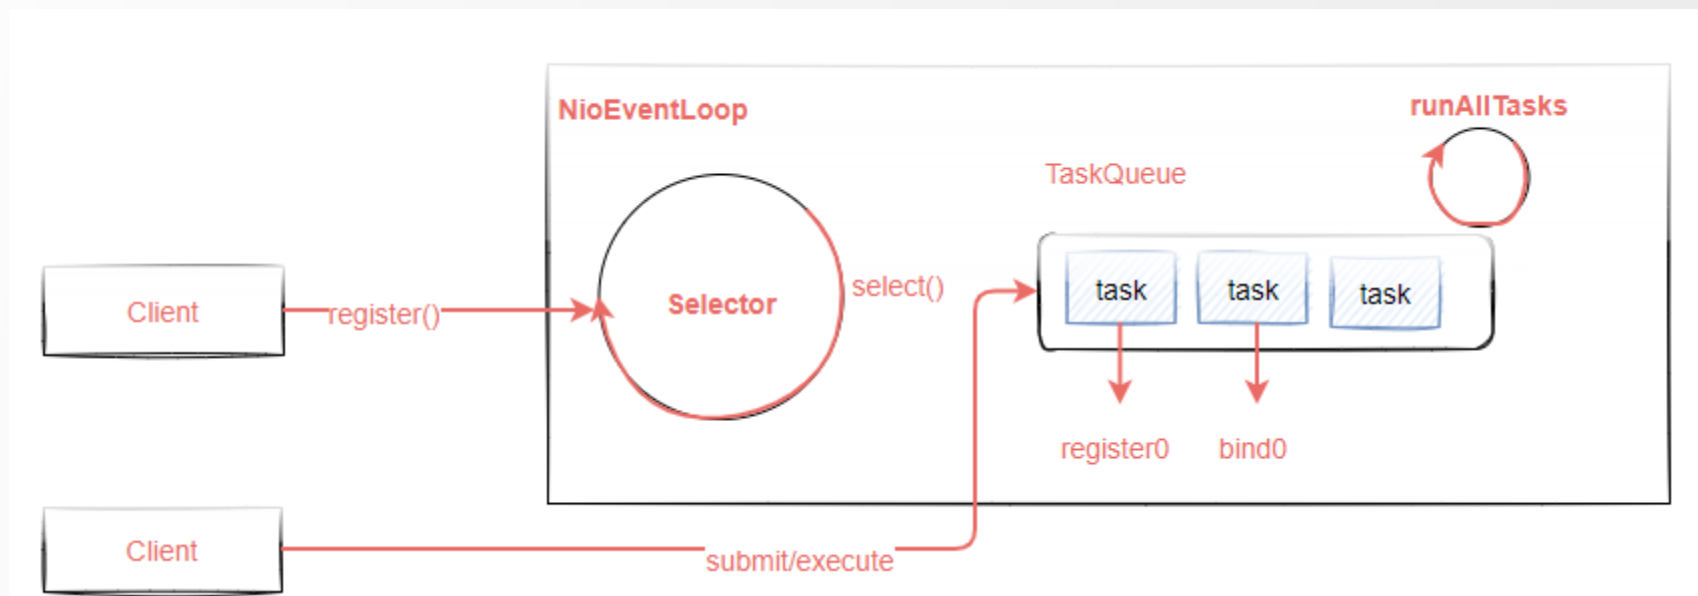 NioEventLoop
runAllTasks
TaskQueue
Client
register()
Selector
select()
task
task
task
register0
bind0
Client
submit/execute